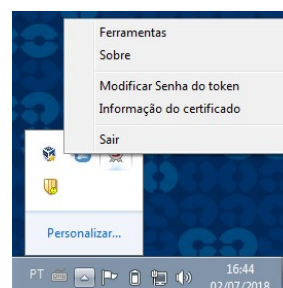 Ferramentas
Sobre
Modificar Senha do token
Informação do certificado
Sair
Personalizar...
PT
16:44
02/07/2018